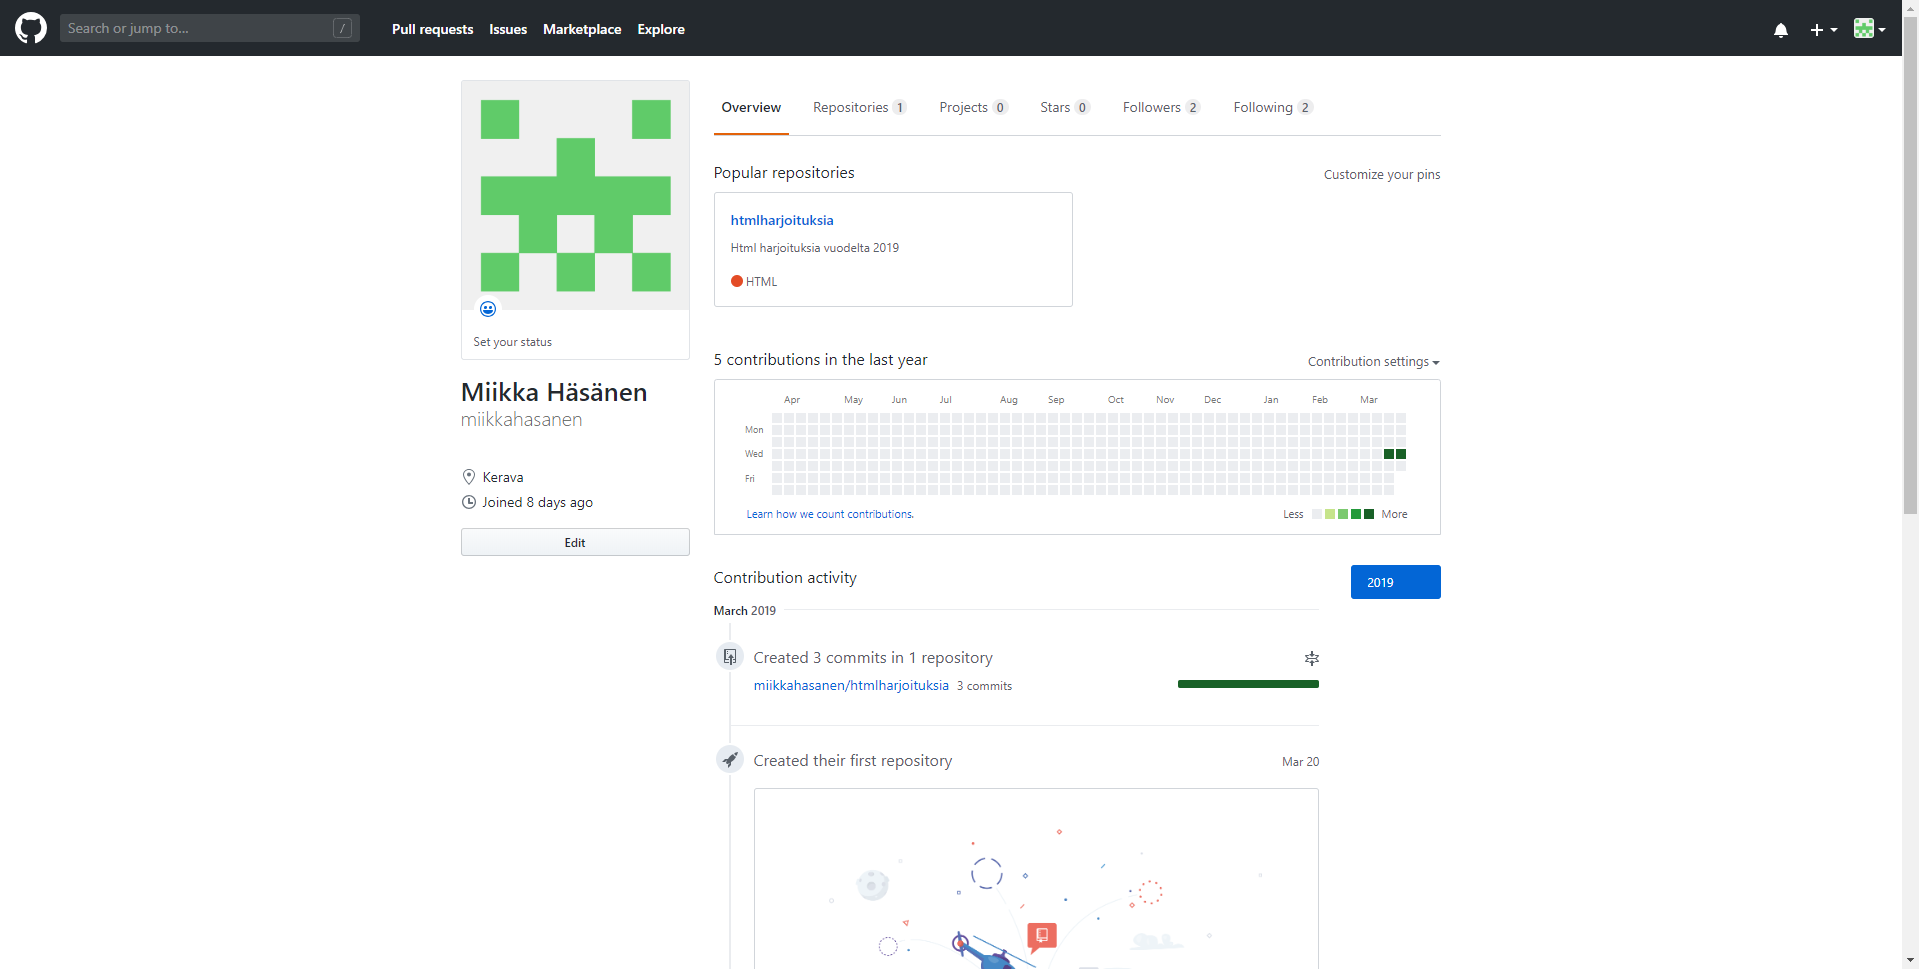 Search or jump to...
/
Pull requests Issues Marketplace Explore
Overview Repositories 1 Projects 0 Stars 0 Followers 2 Following 2
Popular repositories
Customize your pins
htmlharjoituksia
Html harjoituksia vuodelta 2019
HTML
Set your status
Miikka Häsänen
miikkahasanen
Kerava
Joined 8 days ago
Edit
5 contributions in the last year
Contribution settings
Apr May Jun Jul Aug Sep Oct Nov Dec Jan Feb Mar
Mon
Wed
Fri
Learn how we count contributions.
Less More
Contribution activity
2019
March 2019
Created 3 commits in 1 repository
miikkahasanen/htmlharjoituksia 3 commits
Created their first repository
Mar 20